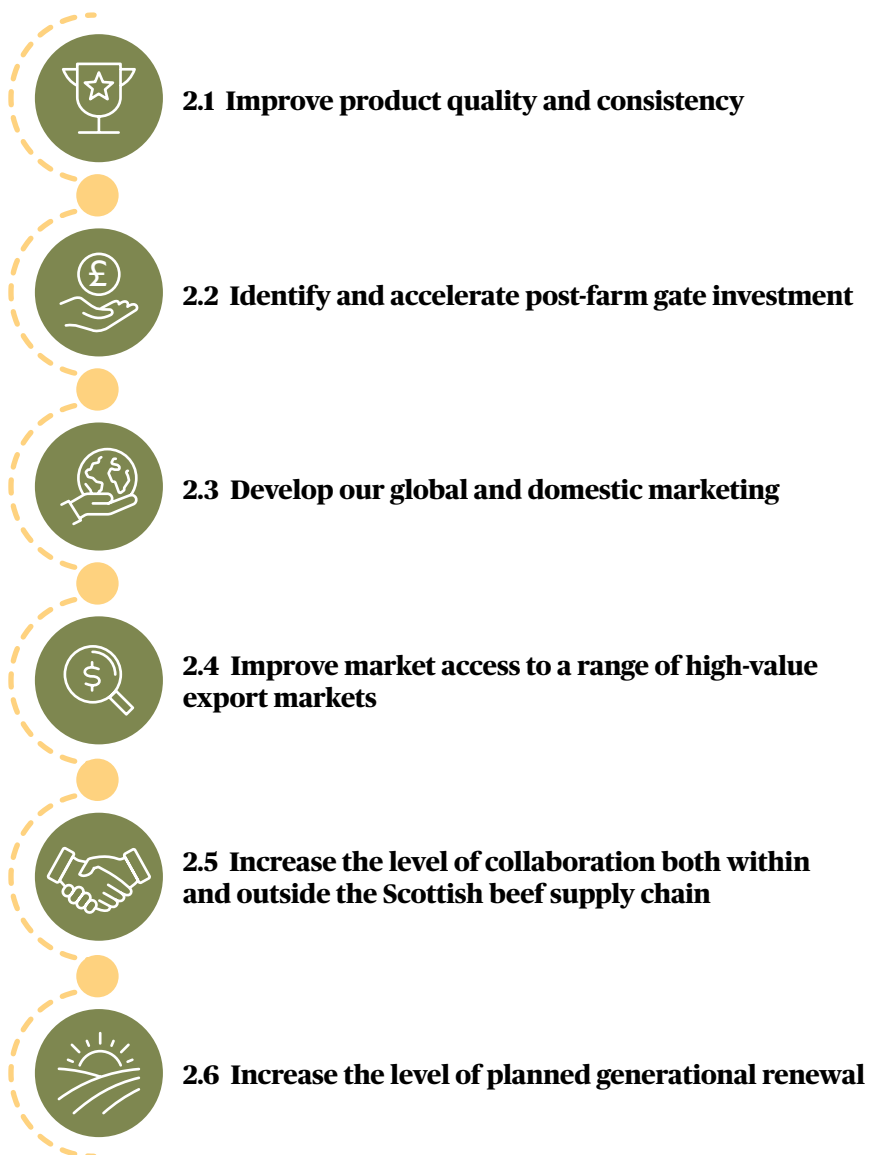 2.1 Improve product quality and consistency
£
2.2 Identify and accelerate post-farm gate investment
2.3 Develop our global and domestic marketing
$
2.4 Improve market access to a range of high-value
export markets
2.5 Increase the level of collaboration both within
and outside the Scottish beef supply chain
2.6 Increase the level of planned generational renewal